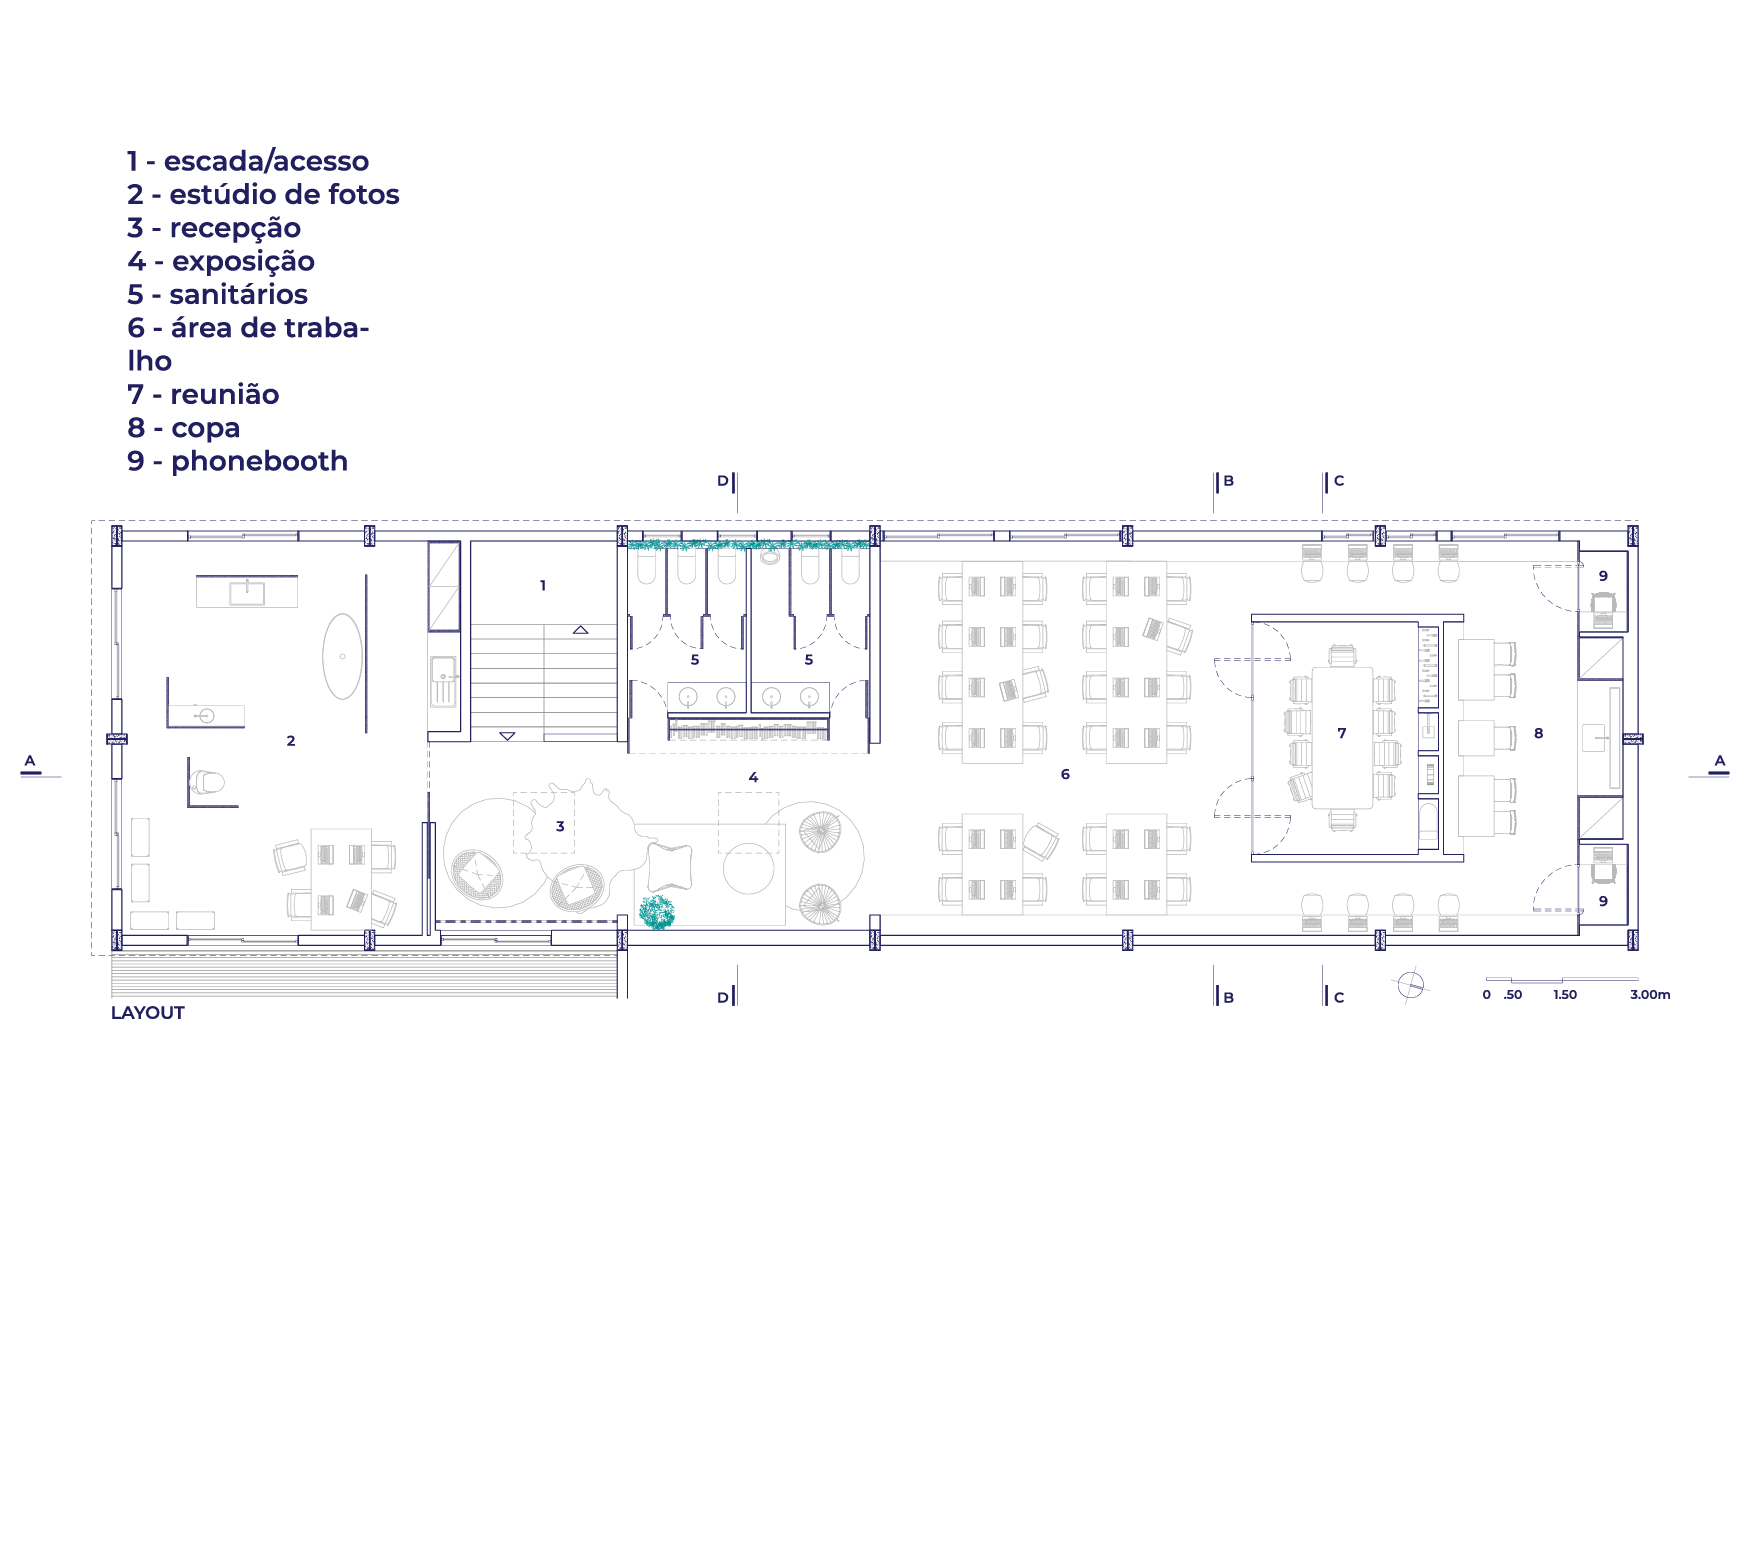 1 - escada/acesso
2 - estúdio de fotos
3 - recepção
4 - exposição
5 - sanitários
6 - área de traba-
lho
7 - reunião
8 - copa
9 - phonebooth
D B C
1
9
5 5
2
7 8
A A
4
6
3
9
D B C
0 .50 1.50 3.00m
LAYOUT